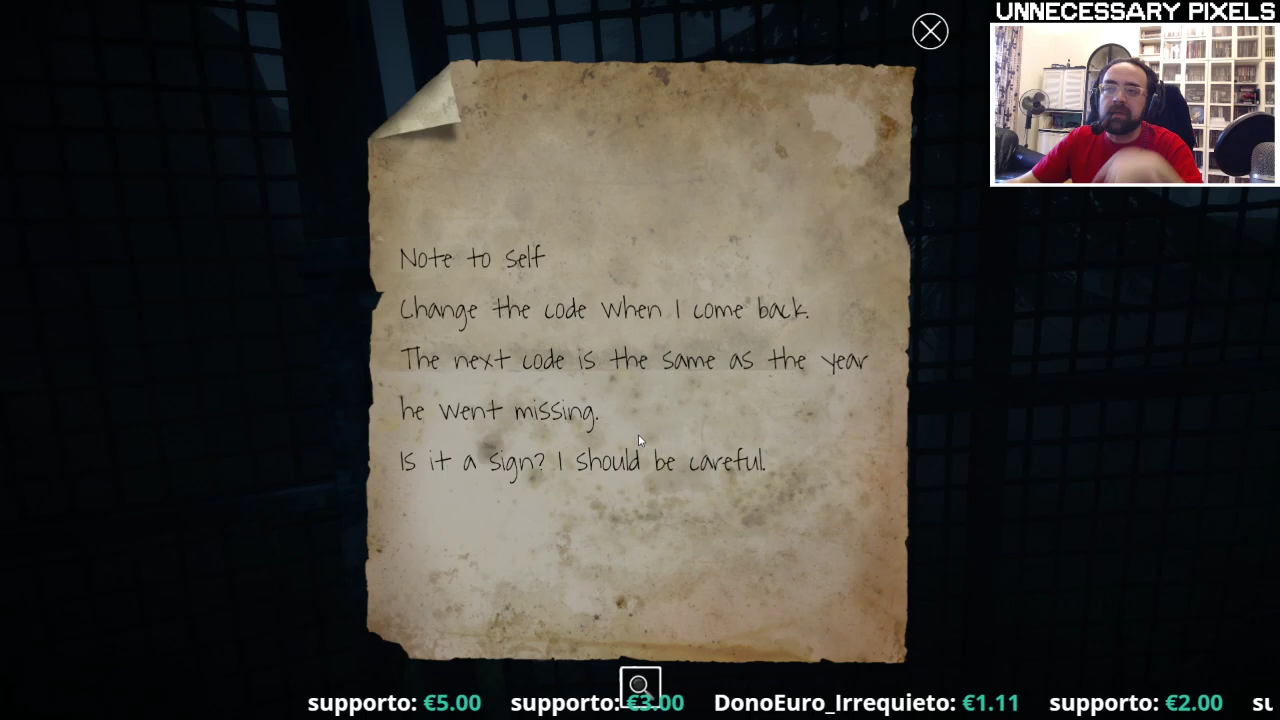 UNNECESSARY PIXELS
Note to self
Change the code when I come back.
The next code is the same as the year
he went missing.
Is it a sign? I should be careful.
supporto: €5.00 supporto: €3.00 DonoEuro_Irrequieto: €1.11 supporto: €2.00 su